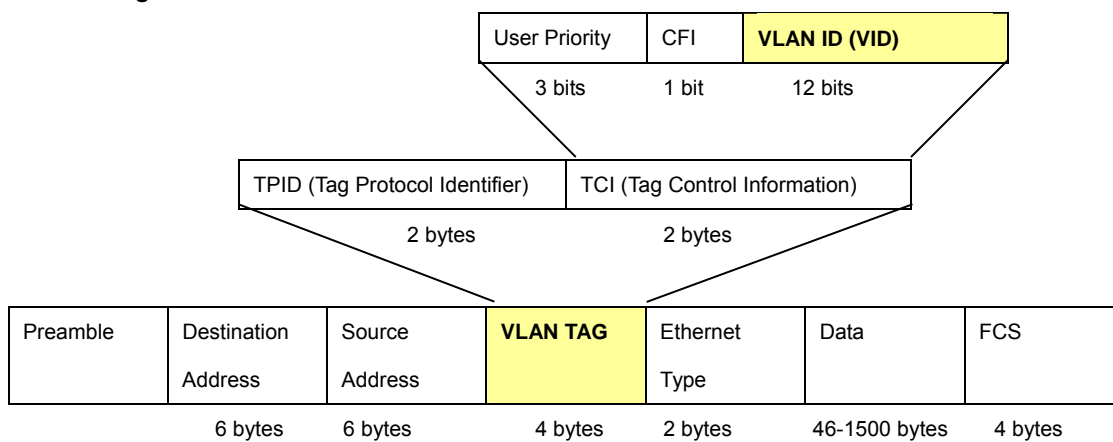 User Priority CFI VLAN ID (VID)
3 bits 1 bit 12 bits
TPID (Tag Protocol Identifier) TCI (Tag Control Information)
2 bytes 2 bytes
Preamble Destination Address Source Address VLAN TAG Ethernet Type Data FCS
6 bytes 6 bytes 4 bytes 2 bytes 46-1500 bytes 4 bytes